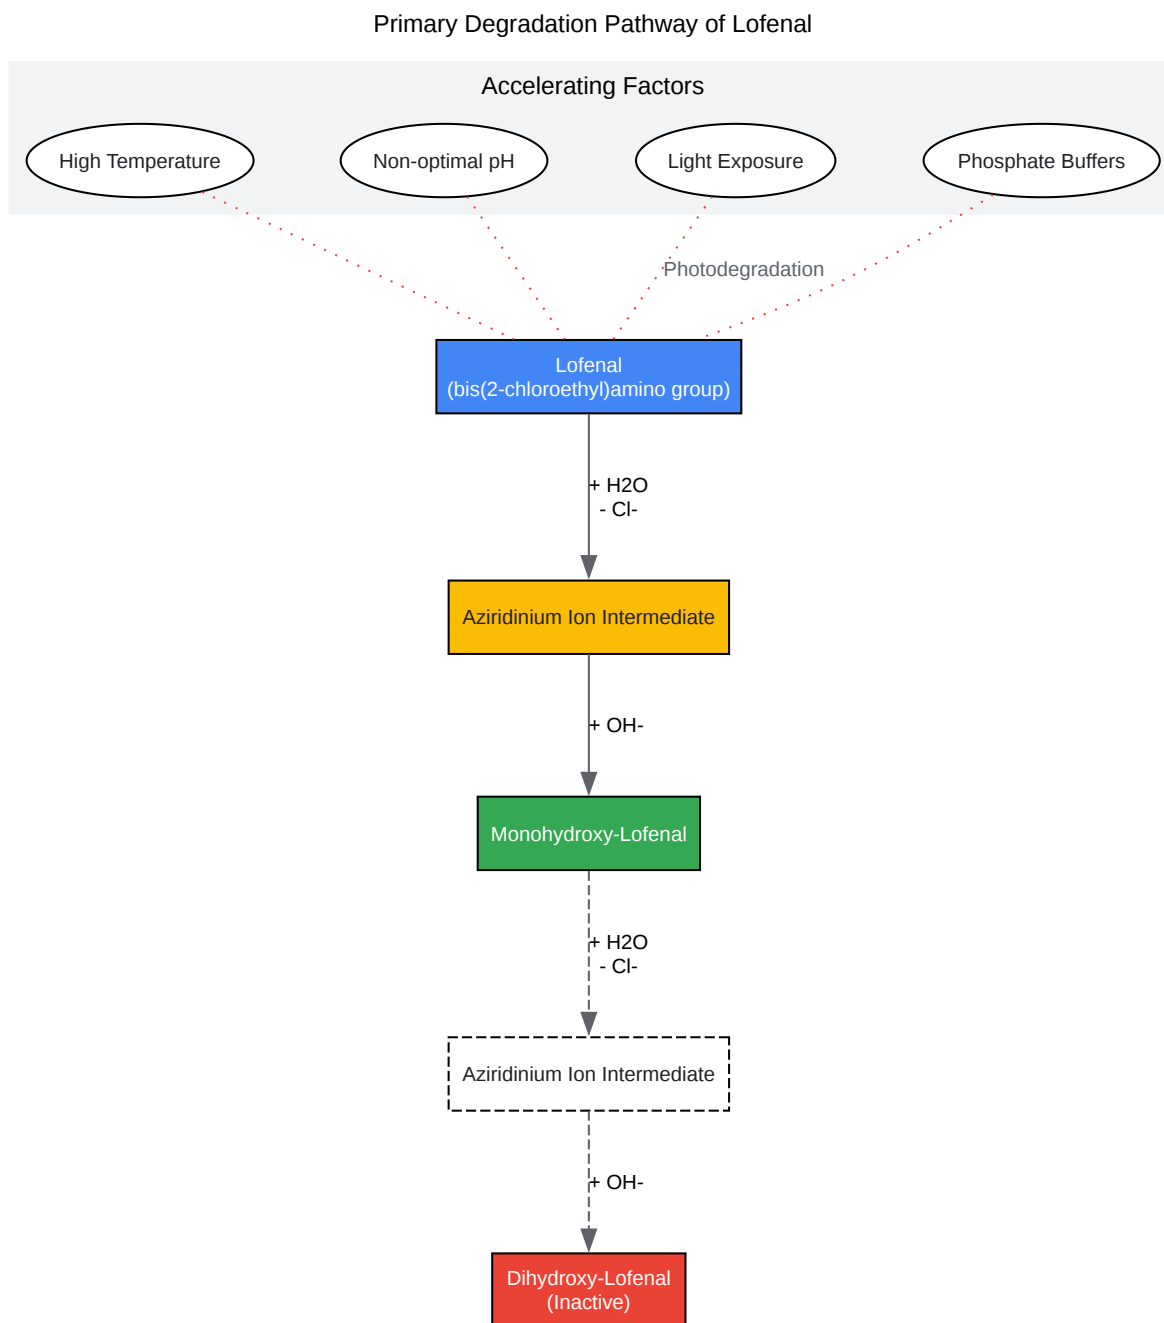 Primary Degradation Pathway of Lofenal
Accelerating Factors
High Temperature
Non-optimal pH
Light Exposure
Phosphate Buffers
Photodegradation
Lofenal
(bis(2-chloroethyl)amino group)
+ H2O
- Cl-
Aziridinium Ion Intermediate
+ OH-
Monohydroxy-Lofenal
+ H2O
- Cl-
Aziridinium Ion Intermediate
+ OH-
Dihydroxy-Lofenal
(Inactive)